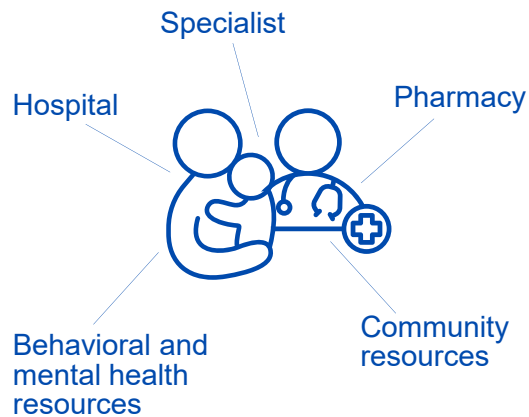 Specialist
Hospital
Pharmacy
Behavioral and
mental health
resources
Community
resources